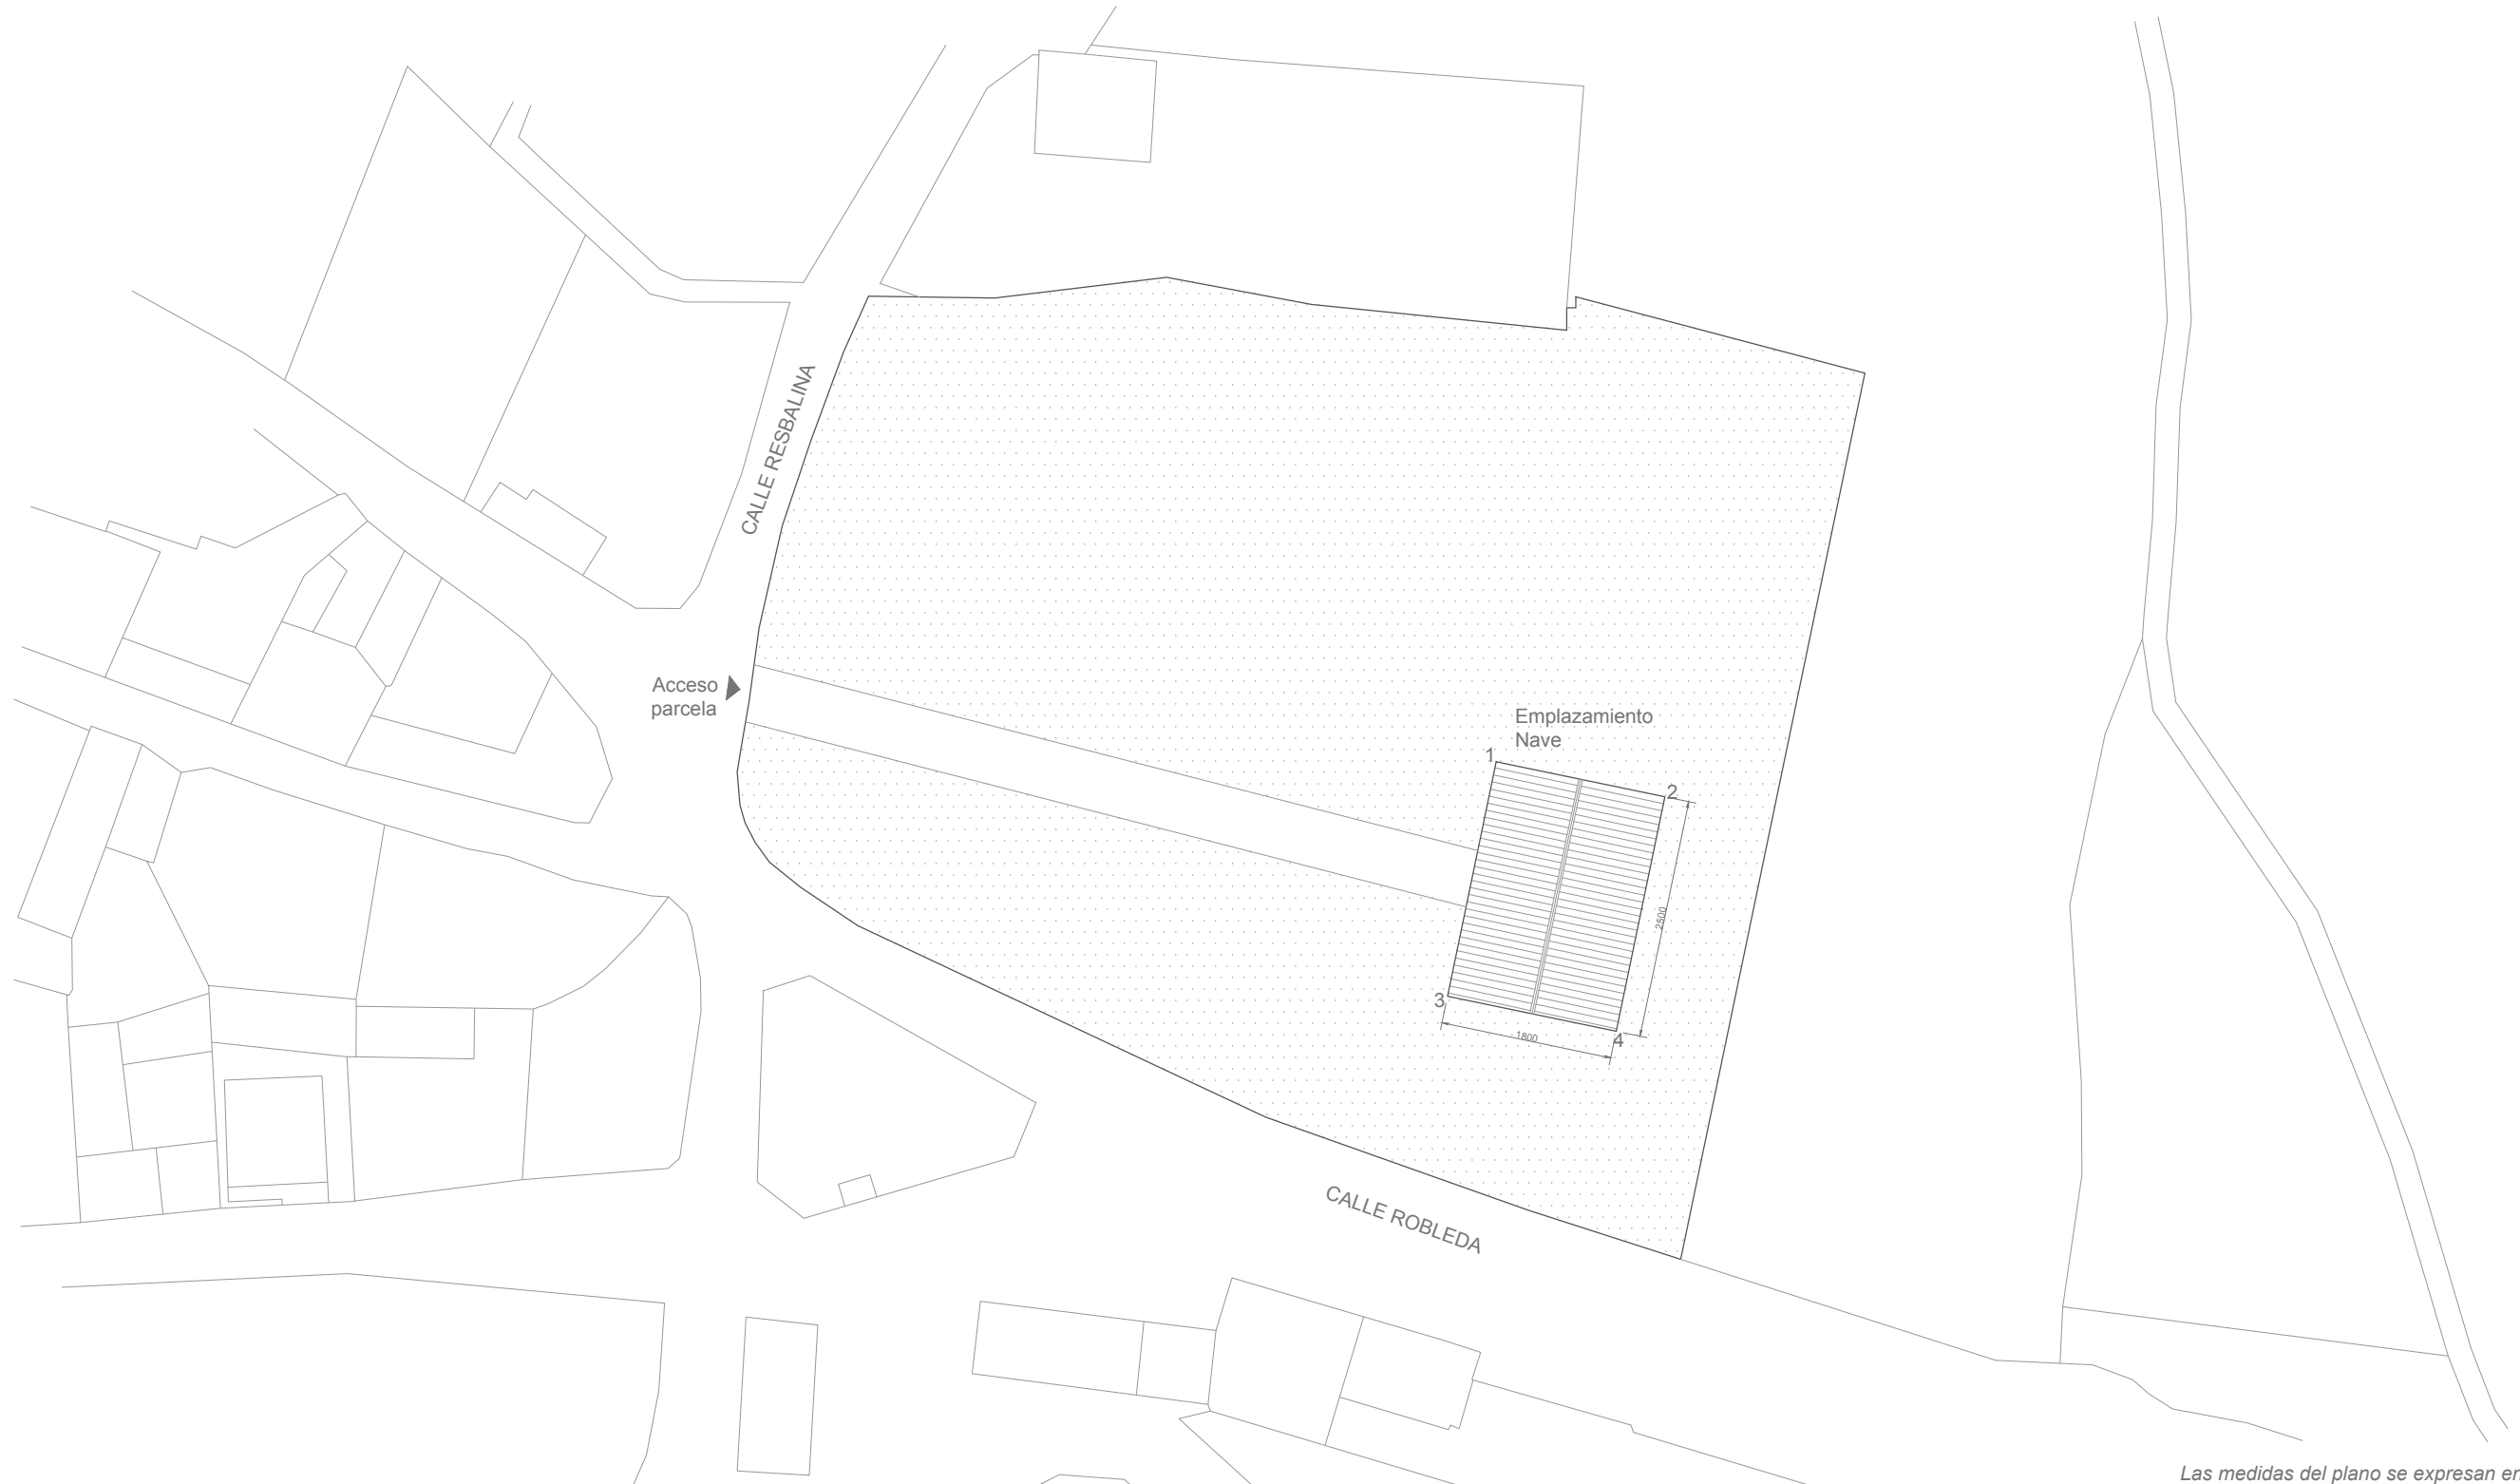 CALLE RESBALINA
Acceso
parcela
Emplazamiento
Nave
1
2
2500
3
1800
4
CALLE ROBLEDA
Las medidas del plano se expresan en